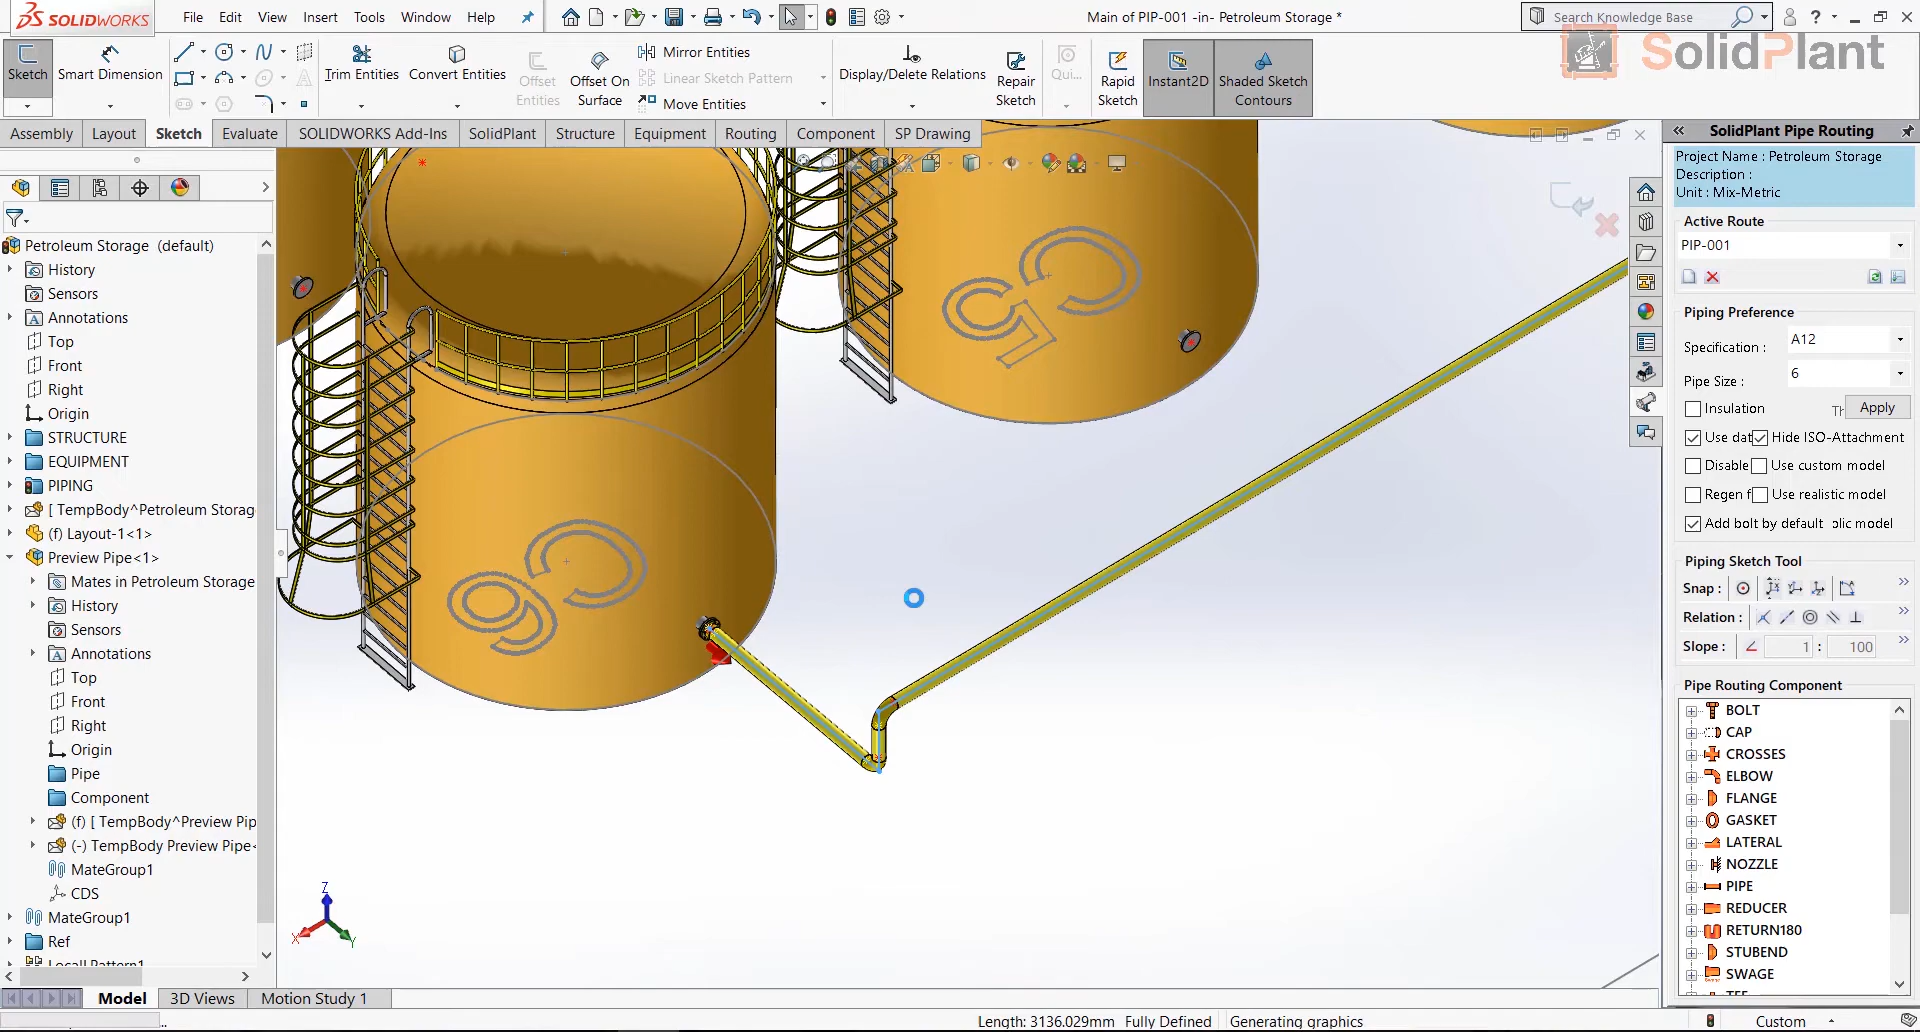 SOLIDWORKS
File Edit View Insert Tools Window Help
Main of PIP-001 -in- Petroleum Storage *
Search Knowledge Base
SolidPlant
Sketch
Smart Dimension
Trim Entities
Convert Entities
Offset Entities
Offset On Surface
Mirror Entities
Linear Sketch Pattern
Move Entities
Display/Delete Relations
Repair Sketch
Qui...
Rapid Sketch
Instant2D
Shaded Sketch Contours
Assembly Layout Sketch Evaluate SOLIDWORKS Add-Ins SolidPlant Structure Equipment Routing Component SP Drawing
Petroleum Storage (default)
History
Sensors
Annotations
Top
Front
Right
Origin
STRUCTURE
EQUIPMENT
PIPING
[ TempBody^Petroleum Storag
(f) Layout-1<1>
Preview Pipe<1>
Mates in Petroleum Storage
History
Sensors
Annotations
Top
Front
Right
Origin
Pipe
Component
(f) [ TempBody^Preview Pip
(-) TempBody Preview Pipe<
MateGroup1
CDS
MateGroup1
Ref
LocalLPattern1
C5
C6
Z
X
Y
SolidPlant Pipe Routing
Project Name : Petroleum Storage
Description :
Unit : Mix-Metric
Active Route
PIP-001
Piping Preference
Specification : A12
Pipe Size : 6
Insulation Th Apply
Use dat Hide ISO-Attachment
Disable Use custom model
Regen f Use realistic model
Add bolt by default olic model
Piping Sketch Tool
Snap :
Relation :
Slope : 1 : 100
Pipe Routing Component
BOLT
CAP
CROSSES
ELBOW
FLANGE
GASKET
LATERAL
NOZZLE
PIPE
REDUCER
RETURN180
STUBEND
SWAGE
TEE
Model 3D Views Motion Study 1
.. Length: 3136.029mm Fully Defined Generating graphics Custom